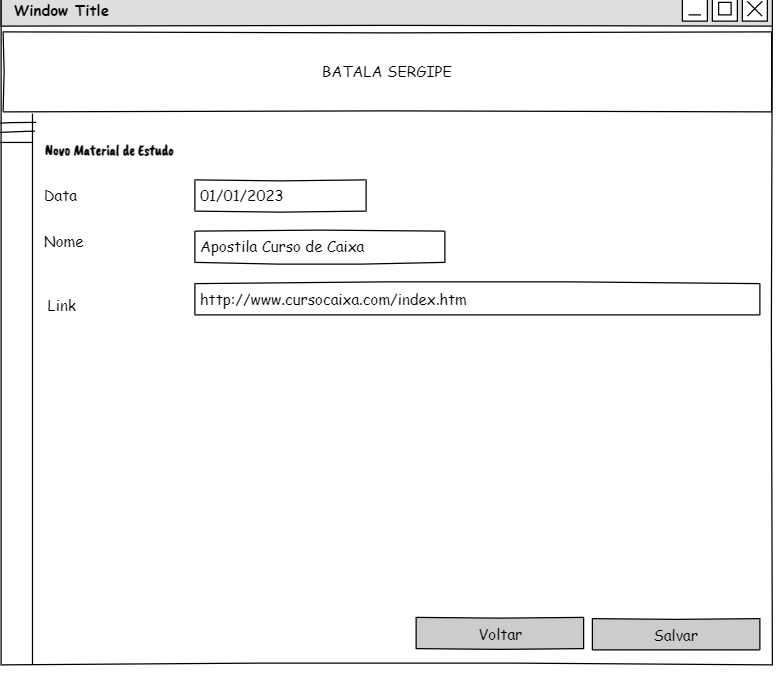 Window Title
BATALA SERGIPE
Novo Material de Estudo
Data
01/01/2023
Nome
Apostila Curso de Caixa
Link
http://www.cursocaixa.com/index.htm
Voltar
Salvar